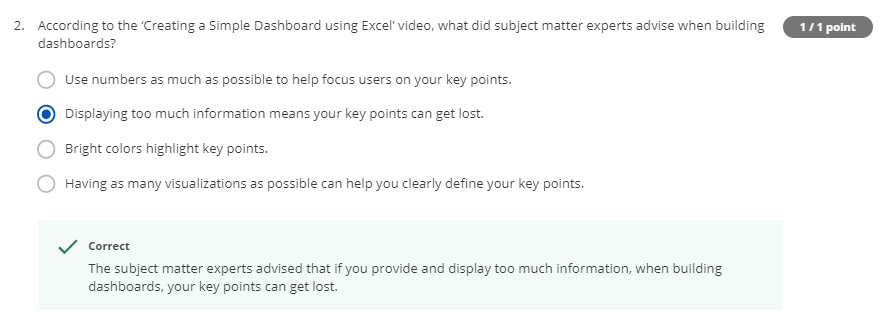 2. According to the ‘Creating a Simple Dashboard using Excel’ video, what did subject matter experts advise when building
dashboards?
1 / 1 point
Use numbers as much as possible to help focus users on your key points.
Displaying too much information means your key points can get lost.
Bright colors highlight key points.
Having as many visualizations as possible can help you clearly define your key points.
Correct
The subject matter experts advised that if you provide and display too much information, when building
dashboards, your key points can get lost.